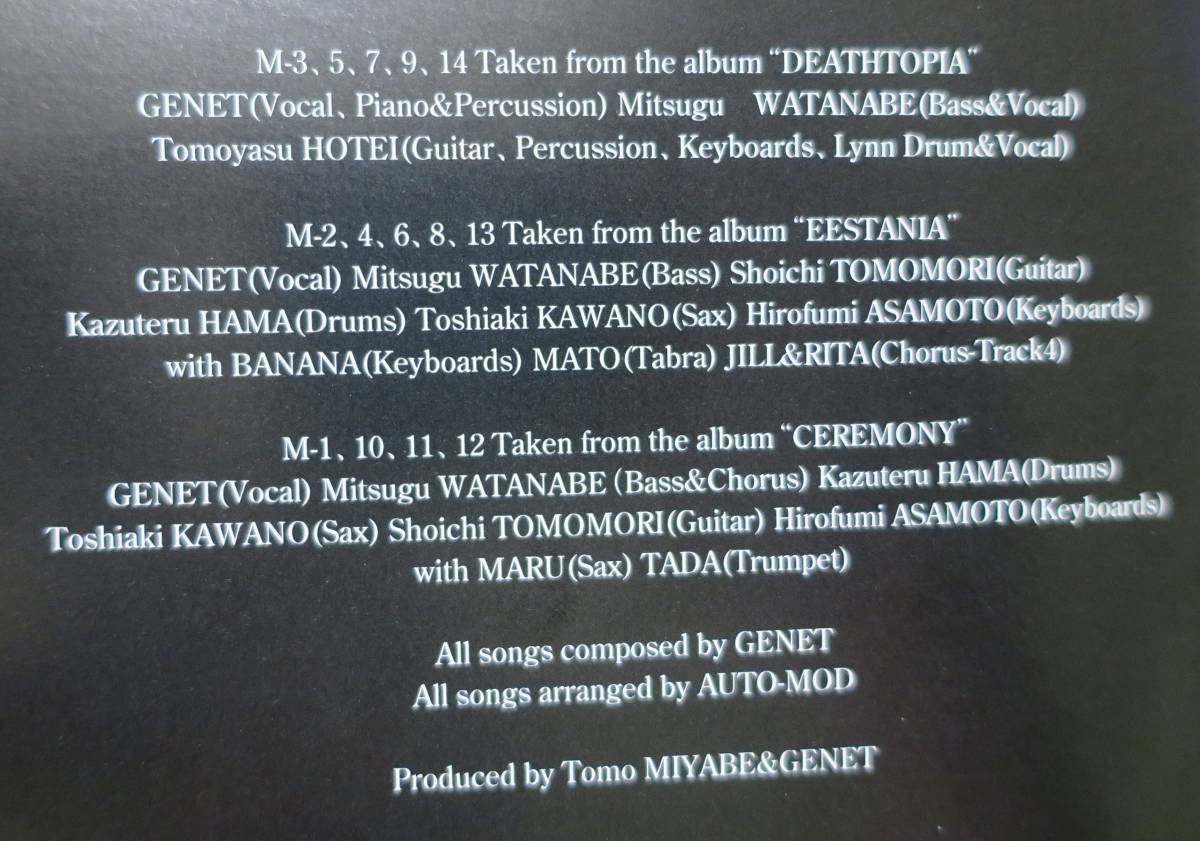 M-3、5、7、9、14 Taken from the album “DEATHTOPIA”
GENET(Vocal、Piano&Percussion) Mitsugu　WATANABE(Bass&Vocal)
Tomoyasu HOTEI(Guitar、Percussion、Keyboards、Lynn Drum&Vocal)
M-2、4、6、8、13 Taken from the album “EESTANIA”
GENET(Vocal) Mitsugu WATANABE(Bass) Shoichi TOMOMORI(Guitar)
Kazuteru HAMA(Drums) Toshiaki KAWANO(Sax) Hirofumi ASAMOTO(Keyboards)
with BANANA(Keyboards) MATO(Tabra) JILL&RITA(Chorus-Track4)
M-1、10、11、12 Taken from the album “CEREMONY”
GENET(Vocal) Mitsugu WATANABE (Bass&Chorus) Kazuteru HAMA(Drums)
Toshiaki KAWANO(Sax) Shoichi TOMOMORI(Guitar) Hirofumi ASAMOTO(Keyboards)
with MARU(Sax) TADA(Trumpet)
All songs composed by GENET
All songs arranged by AUTO-MOD
Produced by Tomo MIYABE&GENET